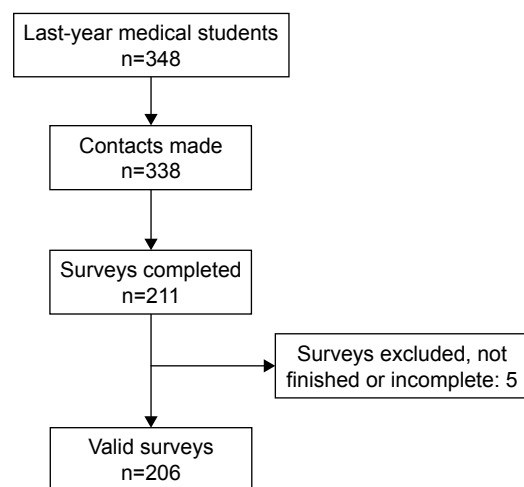 Last-year medical students
n=348
Contacts made
n=338
Surveys completed
n=211
Surveys excluded, not
finished or incomplete: 5
Valid surveys
n=206